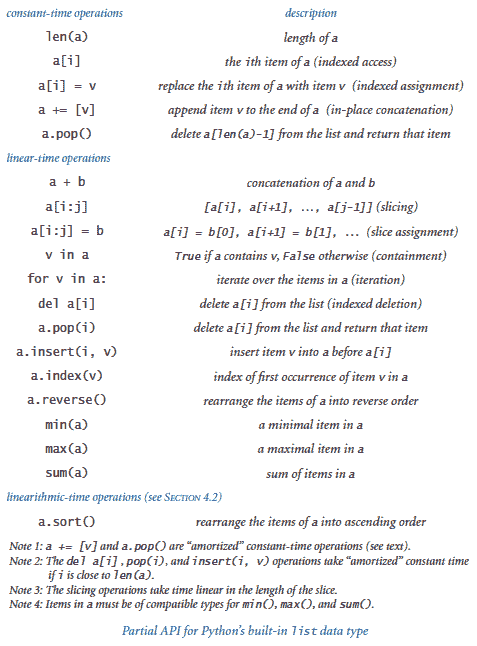 constant-time operations description
len(a) length of a
a[i] the ith item of a (indexed access)
a[i] = v replace the ith item of a with item v (indexed assignment)
a += [v] append item v to the end of a (in-place concatenation)
a.pop() delete a[len(a)-1] from the list and return that item
linear-time operations
a + b concatenation of a and b
a[i:j] [a[i], a[i+1], ..., a[j-1]] (slicing)
a[i:j] = b a[i] = b[0], a[i+1] = b[1], ... (slice assignment)
v in a True if a contains v, False otherwise (containment)
for v in a: iterate over the items in a (iteration)
del a[i] delete a[i] from the list (indexed deletion)
a.pop(i) delete a[i] from the list and return that item
a.insert(i, v) insert item v into a before a[i]
a.index(v) index of first occurrence of item v in a
a.reverse() rearrange the items of a into reverse order
min(a) a minimal item in a
max(a) a maximal item in a
sum(a) sum of items in a
linearithmic-time operations (see Section 4.2)
a.sort() rearrange the items of a into ascending order
Note 1: a += [v] and a.pop() are “amortized” constant-time operations (see text).
Note 2: The del a[i], pop(i), and insert(i, v) operations take “amortized” constant time
if i is close to len(a).
Note 3: The slicing operations take time linear in the length of the slice.
Note 4: Items in a must be of compatible types for min(), max(), and sum().
Partial API for Python’s built-in list data type